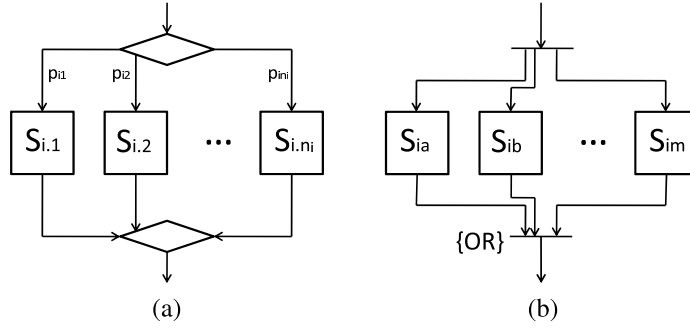 pi1 pi2 pini
Si.1 Si.2 ... Si.ni
(a)
Sia Sib ... Sim
{OR}
(b)